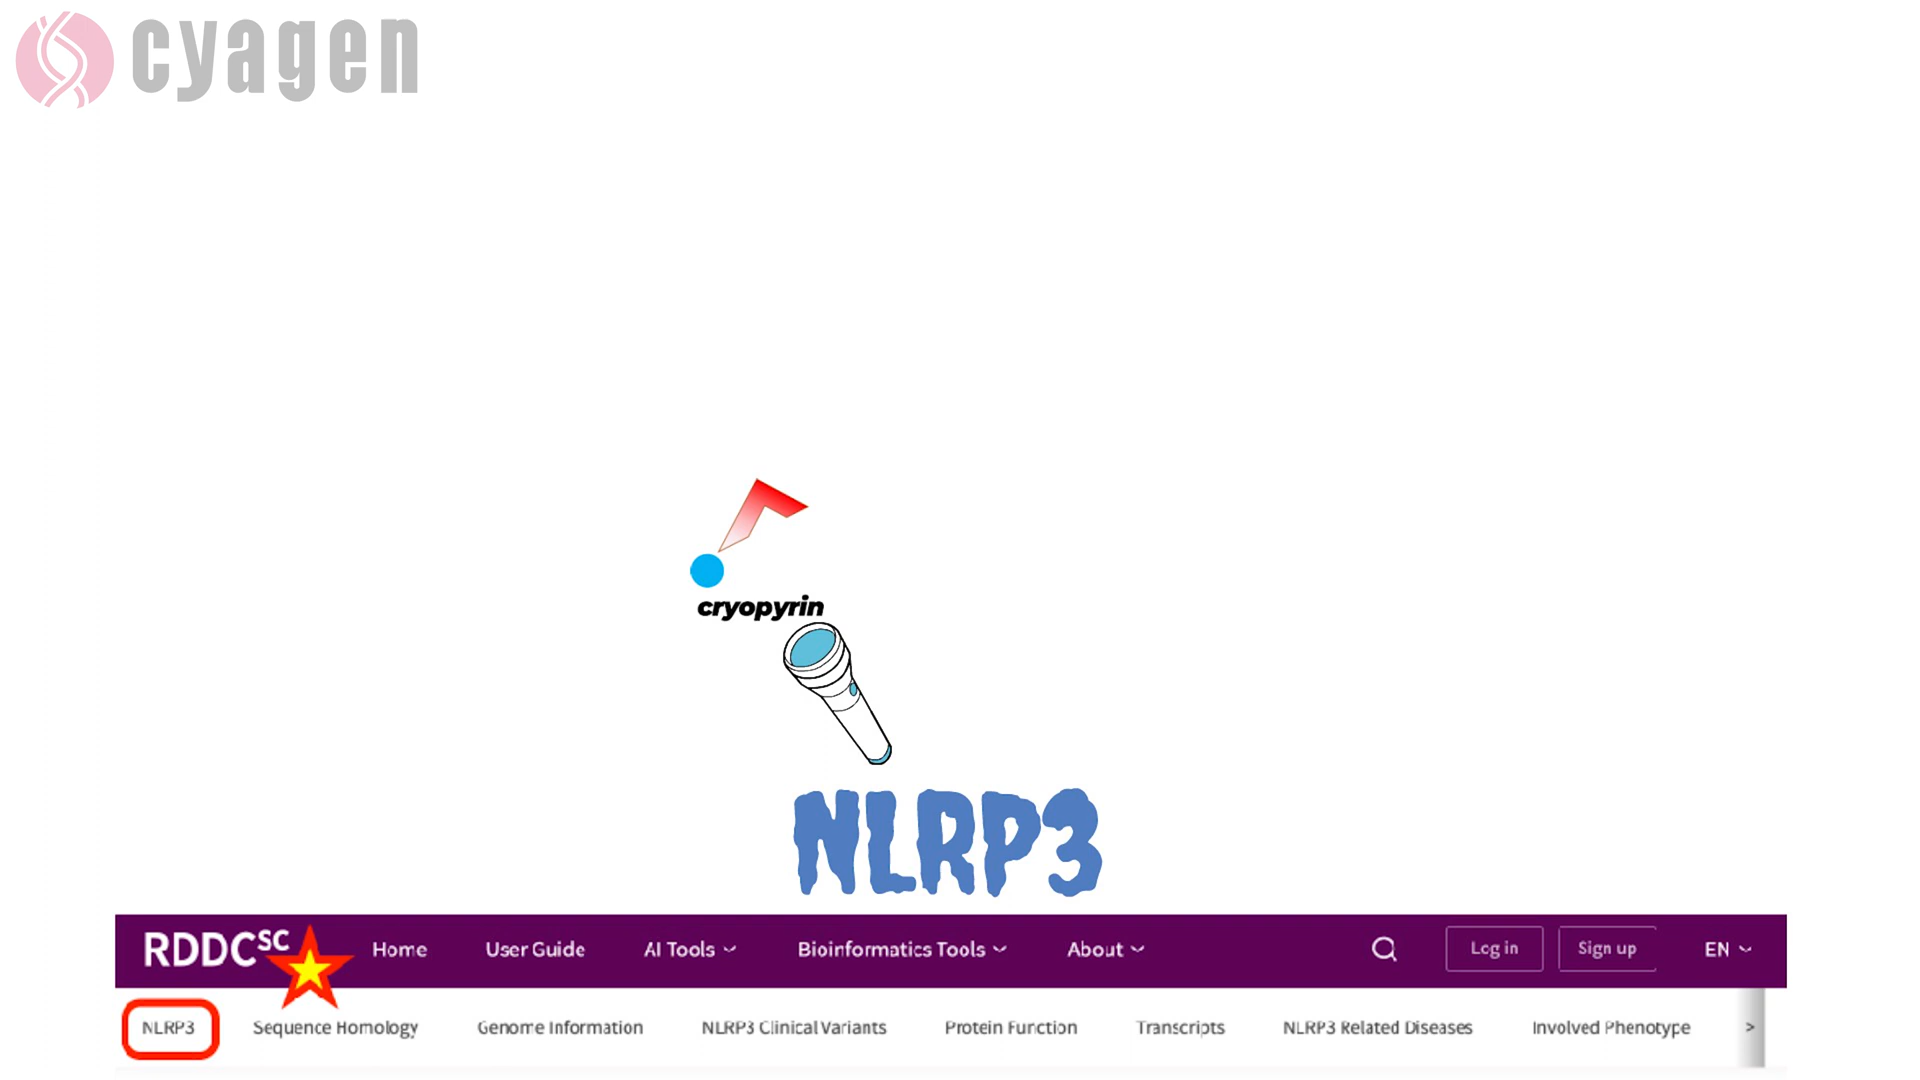 cyagen
cryopyrin
NLRP3
RDDCSC Home User Guide AI Tools Bioinformatics Tools About Log in Sign up EN
NLRP3 Sequence Homology Genome Information NLRP3 Clinical Variants Protein Function Transcripts NLRP3 Related Diseases Involved Phenotype >